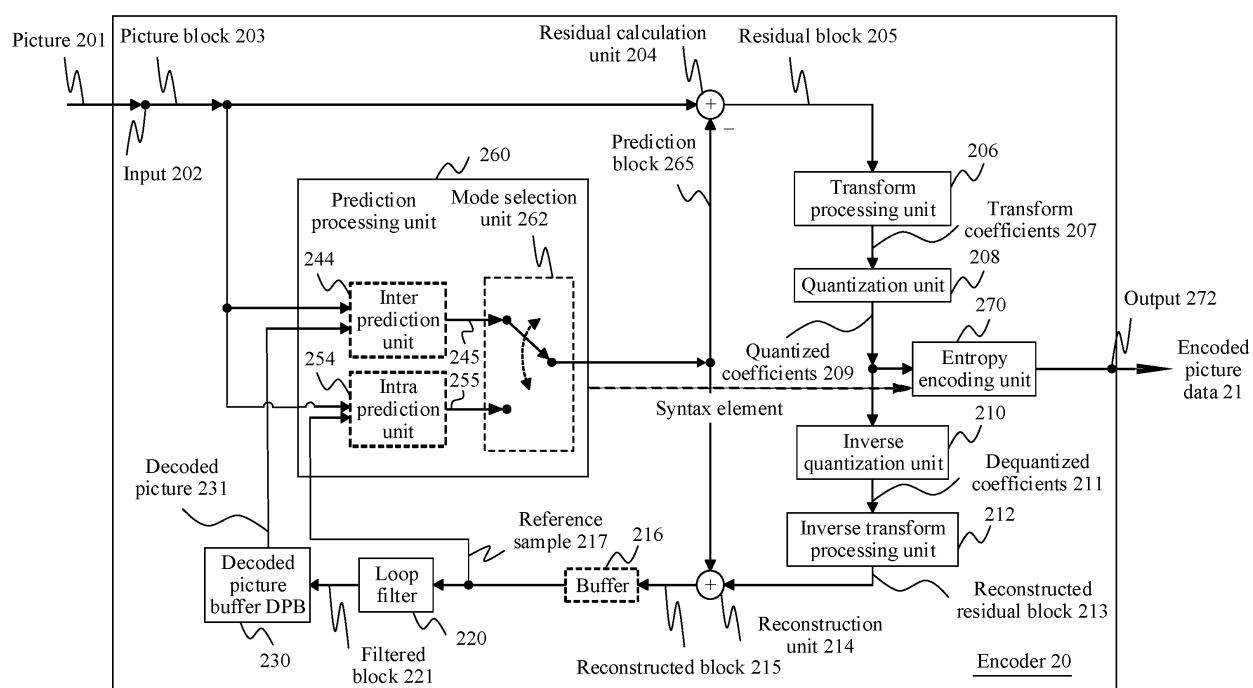 Picture 201
Picture block 203
Residual calculation
unit 204
Residual block 205
+
–
Input 202
Prediction
block 265
260
206
Prediction
processing unit
Mode selection
unit 262
Transform
processing unit
Transform
coefficients 207
244
208
Inter
prediction
unit
Quantization unit
245
270
Output 272
254
Quantized
coefficients 209
Entropy
encoding unit
Encoded
picture
data 21
Intra
prediction
unit
255
Syntax element
210
Inverse
quantization unit
Decoded
picture 231
Dequantized
coefficients 211
Reference
sample 217
216
212
Inverse transform
processing unit
Decoded
picture
buffer DPB
Loop
filter
Buffer
+
Reconstructed
residual block 213
230
220
Filtered
block 221
Reconstructed block 215
Reconstruction
unit 214
Encoder 20